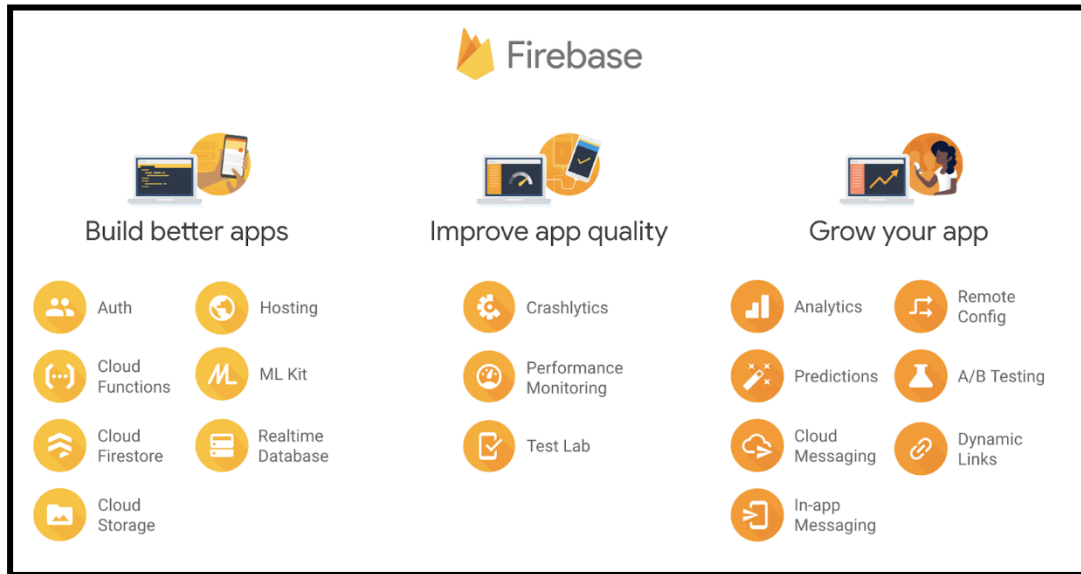 Firebase
Build better apps
Auth
Hosting
Cloud
Functions
ML Kit
Cloud
Firestore
Realtime
Database
Cloud
Storage
Improve app quality
Crashlytics
Performance
Monitoring
Test Lab
Grow your app
Analytics
Remote
Config
Predictions
A/B Testing
Cloud
Messaging
Dynamic
Links
In-app
Messaging